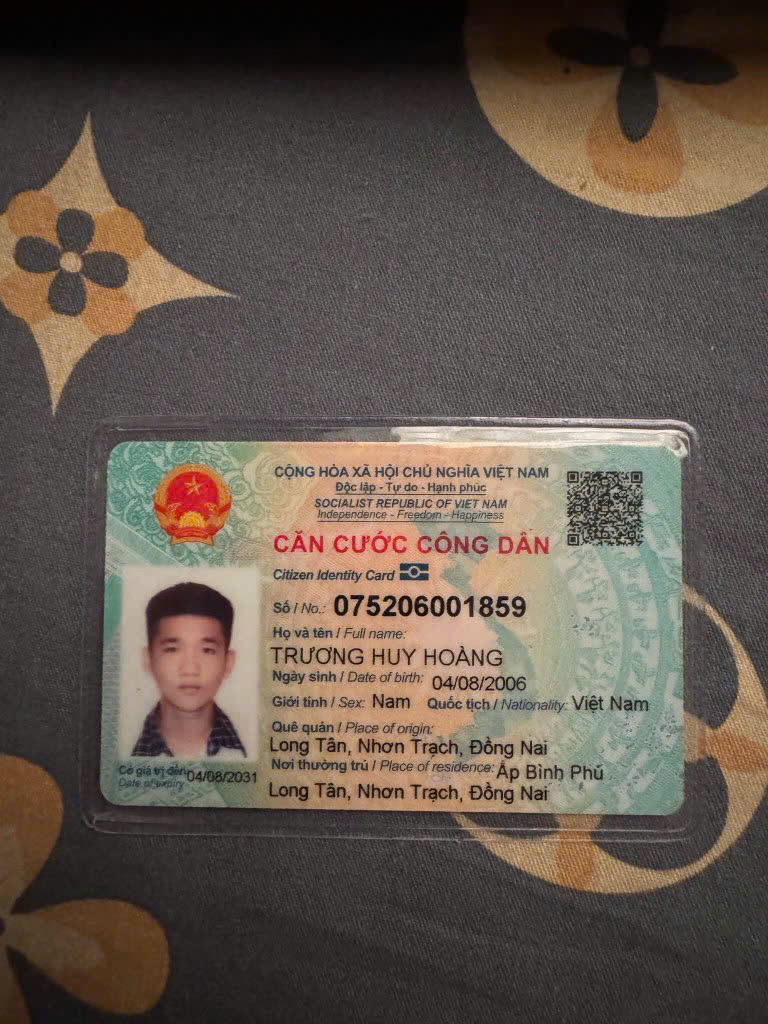 CỘNG HÒA XÃ HỘI CHỦ NGHĨA VIỆT NAM
Độc lập - Tự do - Hạnh phúc
SOCIALIST REPUBLIC OF VIET NAM
Independence - Freedom - Happiness
CĂN CƯỚC CÔNG DÂN
Citizen Identity Card
Số / No.: 075206001859
Họ và tên / Full name:
TRƯƠNG HUY HOÀNG
Ngày sinh / Date of birth: 04/08/2006
Giới tính / Sex: Nam Quốc tịch / Nationality: Việt Nam
Quê quán / Place of origin:
Long Tân, Nhơn Trạch, Đồng Nai
Nơi thường trú / Place of residence: Ấp Bình Phú
Long Tân, Nhơn Trạch, Đồng Nai
Có giá trị đến: 04/08/2031
Date of expiry